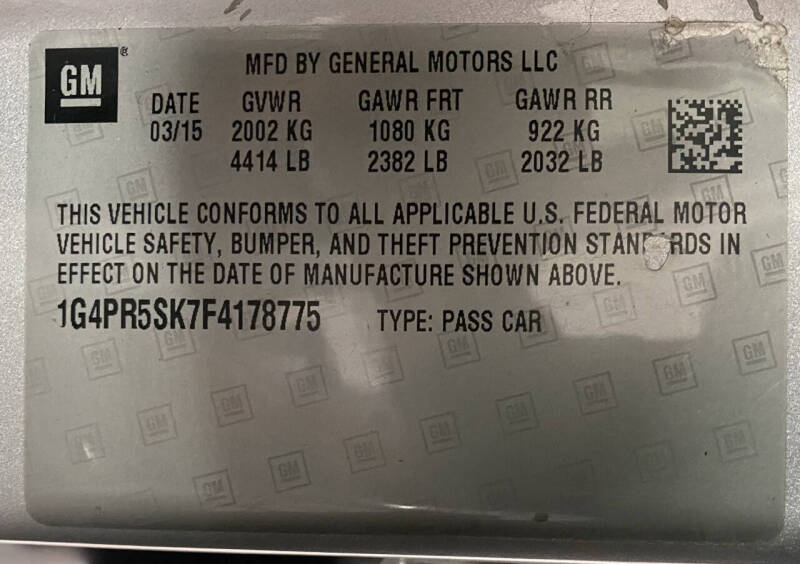 GM®
MFD BY GENERAL MOTORS LLC
DATE GVWR GAWR FRT GAWR RR
03/15 2002 KG 1080 KG 922 KG
4414 LB 2382 LB 2032 LB
THIS VEHICLE CONFORMS TO ALL APPLICABLE U.S. FEDERAL MOTOR
VEHICLE SAFETY, BUMPER, AND THEFT PREVENTION STANDARDS IN
EFFECT ON THE DATE OF MANUFACTURE SHOWN ABOVE.
1G4PR5SK7F4178775 TYPE: PASS CAR